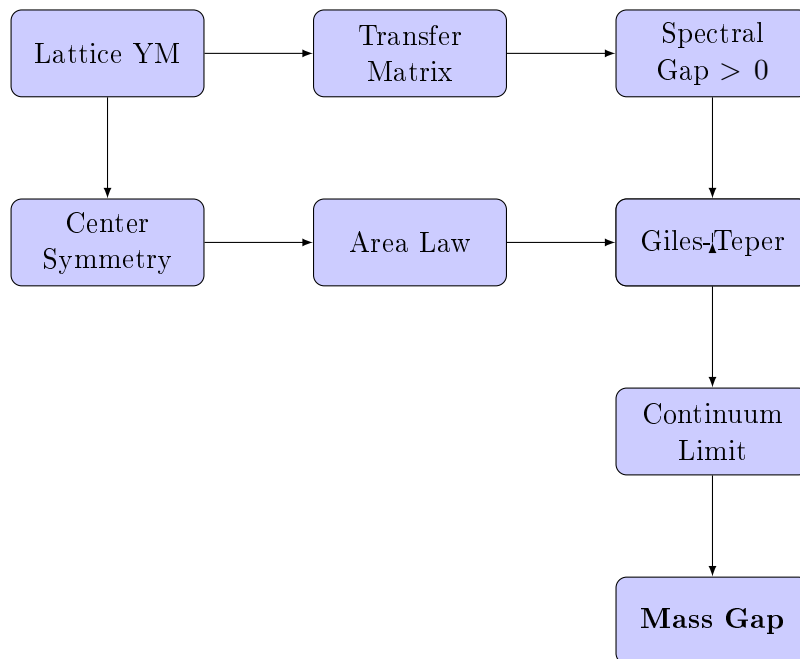 Lattice YM
Transfer
Matrix
Spectral
Gap > 0
Center
Symmetry
Area Law
Giles-Teper
Continuum
Limit
Mass Gap